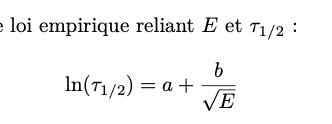 loi empirique reliant E et τ1/2 :
ln(τ1/2) = a + b/√E